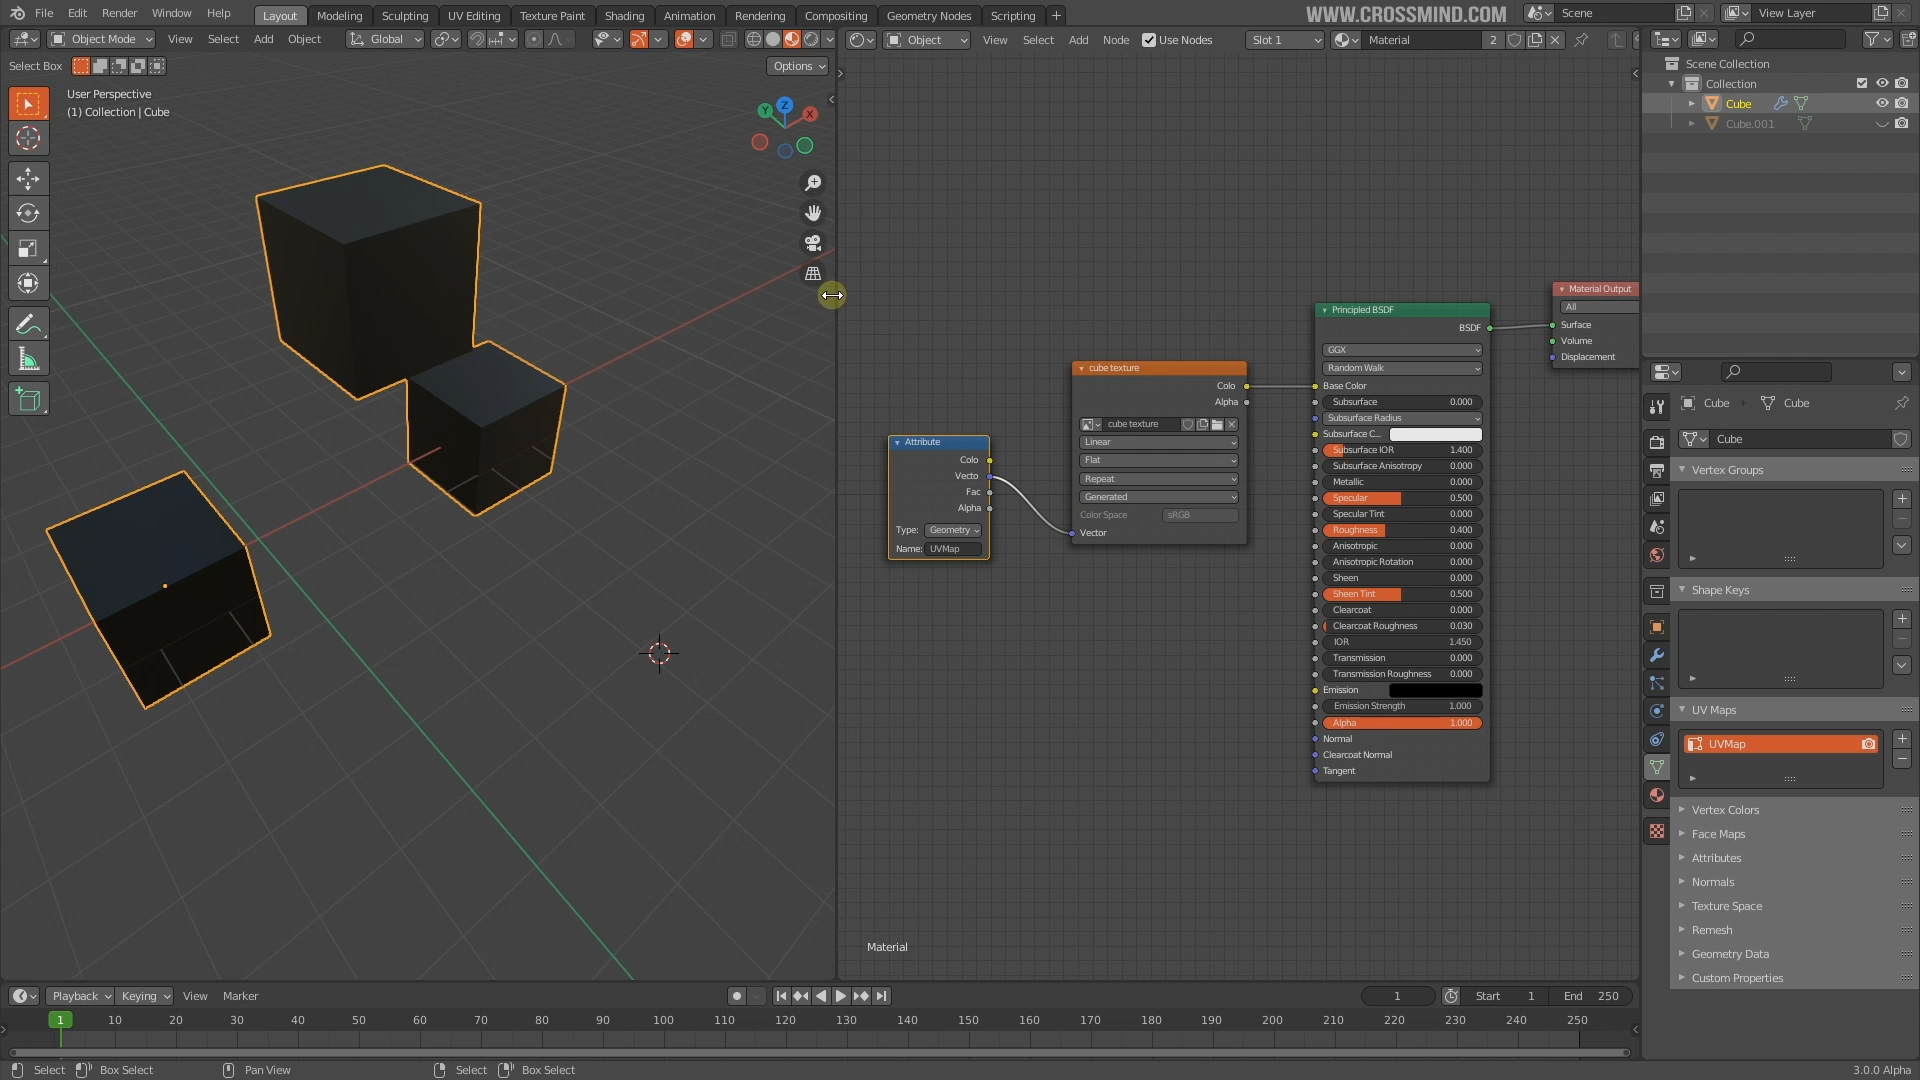 File Edit Render Window Help Layout Modeling Sculpting UV Editing Texture Paint Shading Animation Rendering Compositing Geometry Nodes Scripting + WWW.CROSSMIND.COM Scene View Layer
Object Mode View Select Add Object Global
Object View Select Add Node Use Nodes Slot 1 Material 2
Select Box
Options
User Perspective
(1) Collection | Cube
Y Z X
Attribute
Colo
Vecto
Fac
Alpha
Type: Geometry
Name: UVMap
cube texture
Colo
Alpha
cube texture
Linear
Flat
Repeat
Generated
Color Space sRGB
Vector
Principled BSDF
BSDF
GGX
Random Walk
Base Color
Subsurface 0.000
Subsurface Radius
Subsurface C...
Subsurface IOR 1.400
Subsurface Anisotropy 0.000
Metallic 0.000
Specular 0.500
Specular Tint 0.000
Roughness 0.400
Anisotropic 0.000
Anisotropic Rotation 0.000
Sheen 0.000
Sheen Tint 0.500
Clearcoat 0.000
Clearcoat Roughness 0.030
IOR 1.450
Transmission 0.000
Transmission Roughness 0.000
Emission
Emission Strength 1.000
Alpha 1.000
Normal
Clearcoat Normal
Tangent
Material Output
All
Surface
Volume
Displacement
Material
Scene Collection
Collection
Cube
Cube.001
Cube Cube
Cube
Vertex Groups
Shape Keys
UV Maps
UVMap
Vertex Colors
Face Maps
Attributes
Normals
Texture Space
Remesh
Geometry Data
Custom Properties
Playback Keying View Marker 1 Start 1 End 250
1 10 20 30 40 50 60 70 80 90 100 110 120 130 140 150 160 170 180 190 200 210 220 230 240 250
Select Box Select Pan View Select Box Select 3.0.0 Alpha